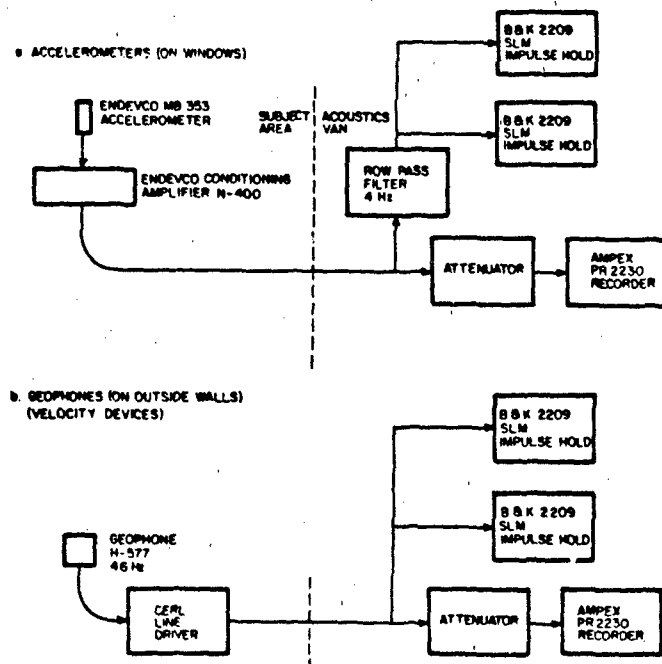 a ACCELEROMETERS (ON WINDOWS)
ENDEVCO MB 353
ACCELEROMETER
SUBJECT
AREA
ACOUSTICS
VAN
B & K 2209
SLM
IMPULSE HOLD
B & K 2209
SLM
IMPULSE HOLD
ENDEVCO CONDITIONING
AMPLIFIER N-400
ROW PASS
FILTER
4 Hz
ATTENUATOR
AMPEX
PR 2230
RECORDER
b. GEOPHONES (ON OUTSIDE WALLS)
(VELOCITY DEVICES)
B & K 2209
SLM
IMPULSE HOLD
B & K 2209
SLM
IMPULSE HOLD
GEOPHONE
H-577
46 Hz
CERL
LINE
DRIVER
ATTENUATOR
AMPEX
PR 2230
RECORDER